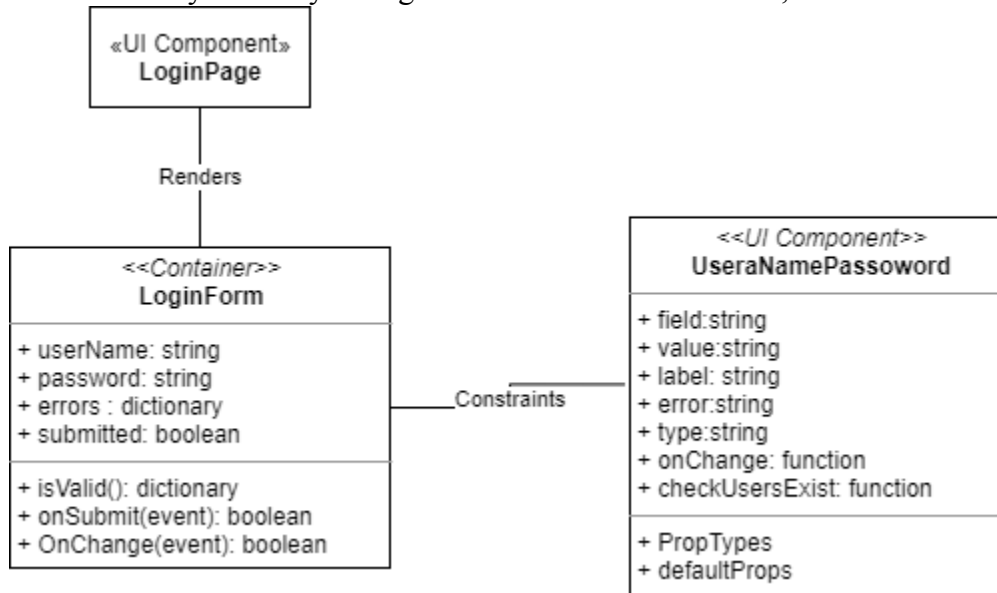 «UI Component»
LoginPage
Renders
<<Container>>
LoginForm
+ userName: string
+ password: string
+ errors : dictionary
+ submitted: boolean
+ isValid(): dictionary
+ onSubmit(event): boolean
+ OnChange(event): boolean
Constraints
<<UI Component>>
UseraNamePassoword
+ field:string
+ value:string
+ label: string
+ error:string
+ type:string
+ onChange: function
+ checkUsersExist: function
+ PropTypes
+ defaultProps